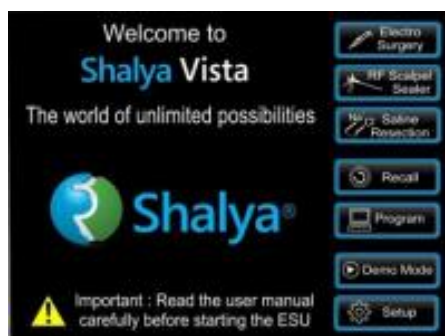 Welcome to
Shalya Vista
The world of unlimited possibilities
Shalya®
Important : Read the user manual
carefully before starting the ESU
Electro
Surgery
RF Scalpel
Sealer
Saline
Resection
Recall
Program
Demo Mode
Setup